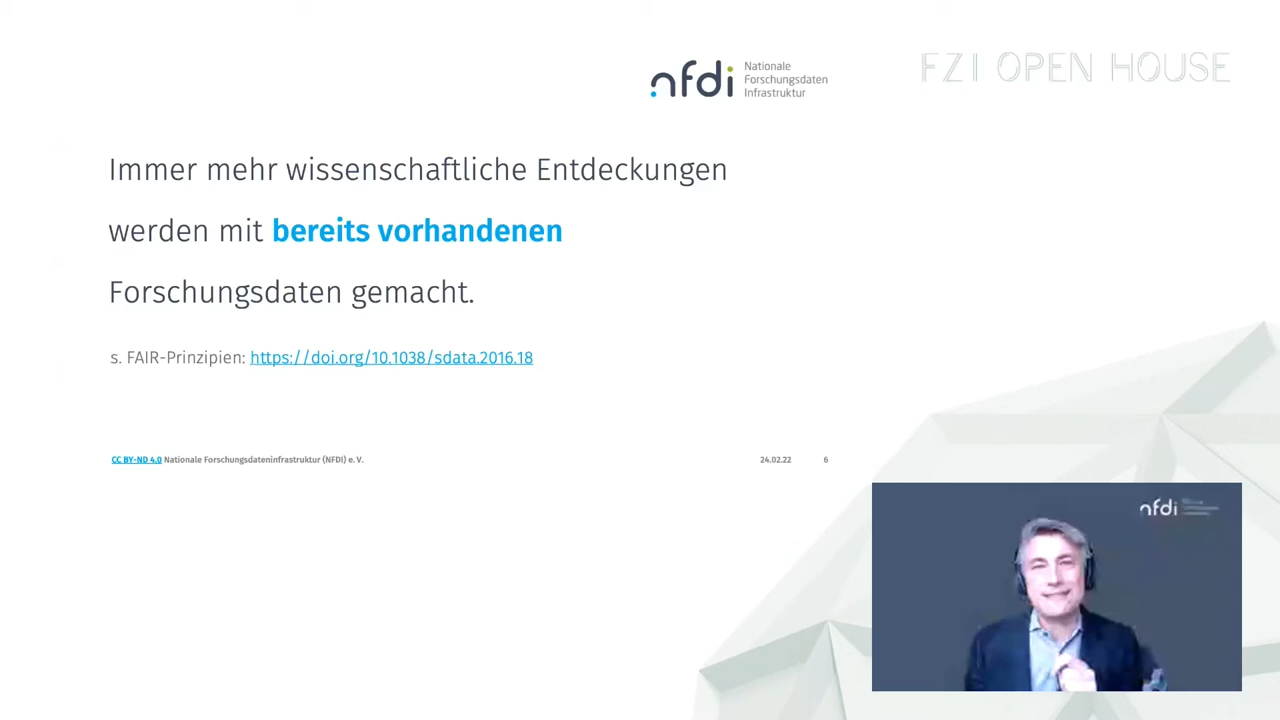 nfdi
Nationale
Forschungsdaten
Infrastruktur
FZI OPEN HOUSE
Immer mehr wissenschaftliche Entdeckungen
werden mit bereits vorhandenen
Forschungsdaten gemacht.
s. FAIR-Prinzipien: https://doi.org/10.1038/sdata.2016.18
CC BY-ND 4.0 Nationale Forschungsdateninfrastruktur (NFDI) e. V.
24.02.22 6
nfdi